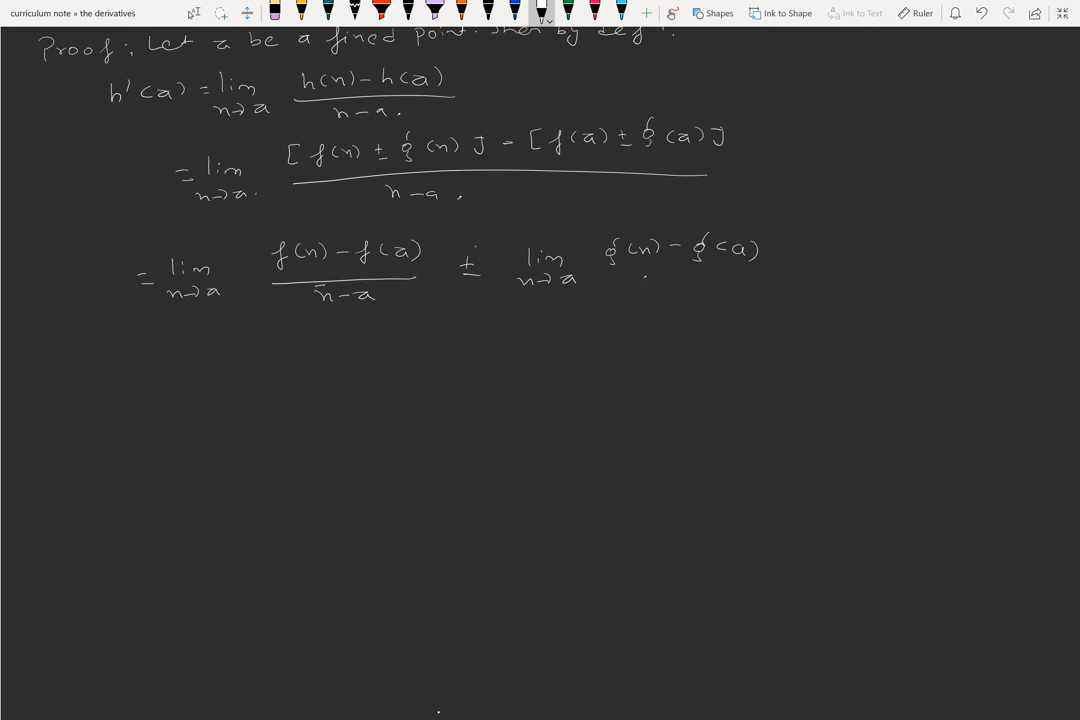 curriculum note » the derivatives
Shapes
Ink to Shape
Ink to Text
Ruler
Proof: Let a be a fixed point. Then by defⁿ.
h'(a) = lim x→a h(x) - h(a) / x - a.
= lim x→a. [f(x) ± g(x)] - [f(a) ± g(a)] / x - a.
= lim x→a f(x) - f(a) / x - a ± lim x→a g(x) - g(a)